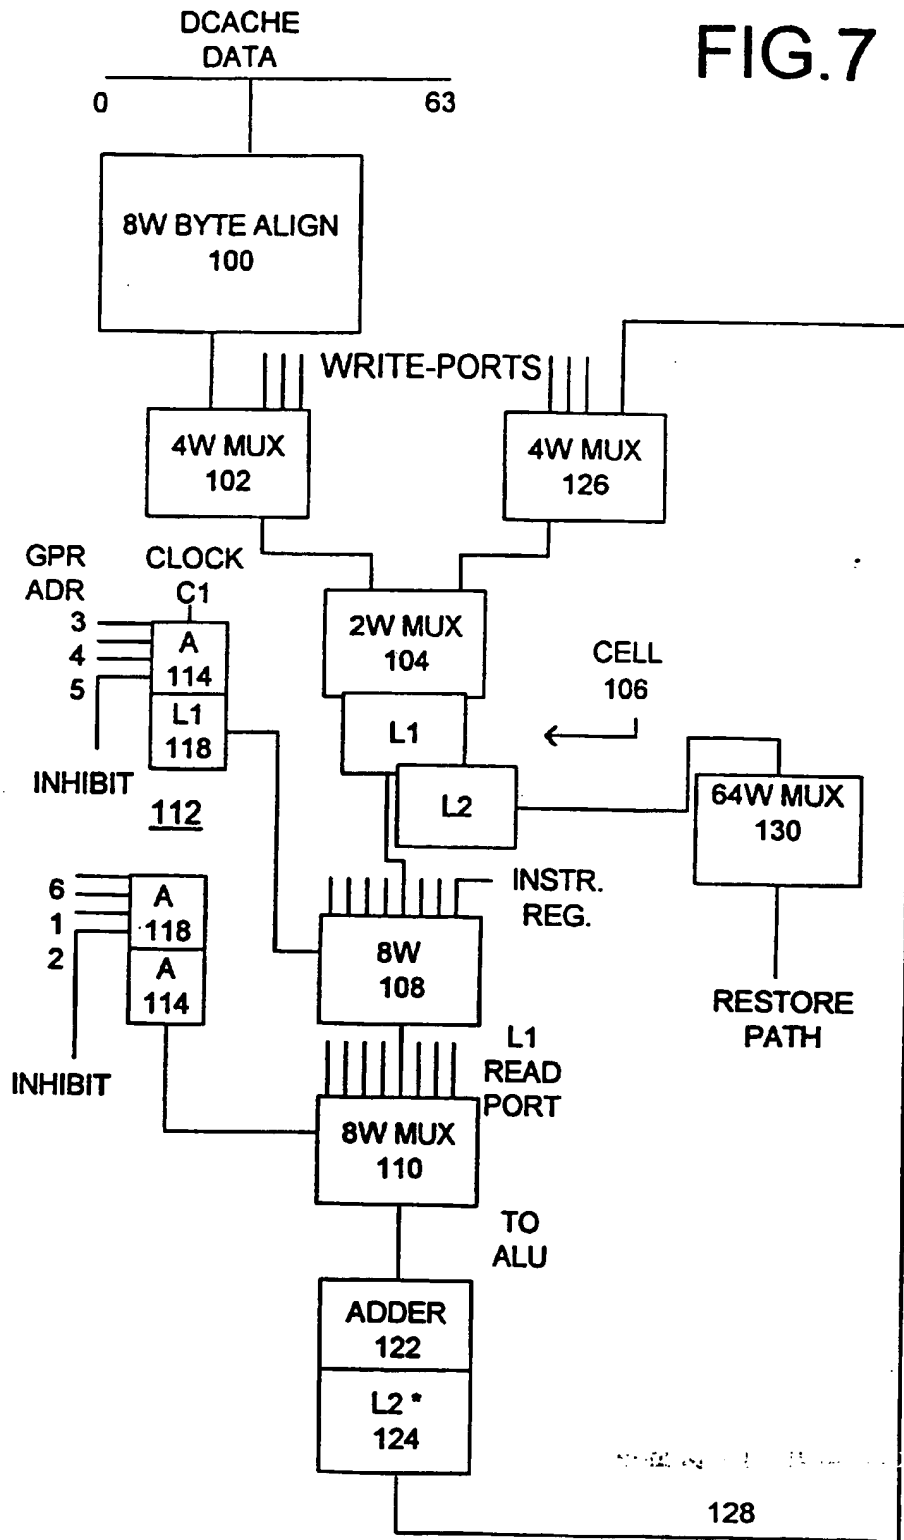 DCACHE
DATA
FIG.7
0
63
8W BYTE ALIGN
100
WRITE-PORTS
4W MUX
102
4W MUX
126
GPR
ADR
CLOCK
C1
3
4
5
A
114
L1
118
INHIBIT
112
2W MUX
104
CELL
106
L1
L2
64W MUX
130
INSTR.
REG.
6
1
2
A
118
A
114
INHIBIT
8W
108
RESTORE
PATH
L1
READ
PORT
8W MUX
110
TO
ALU
ADDER
122
L2 *
124
128